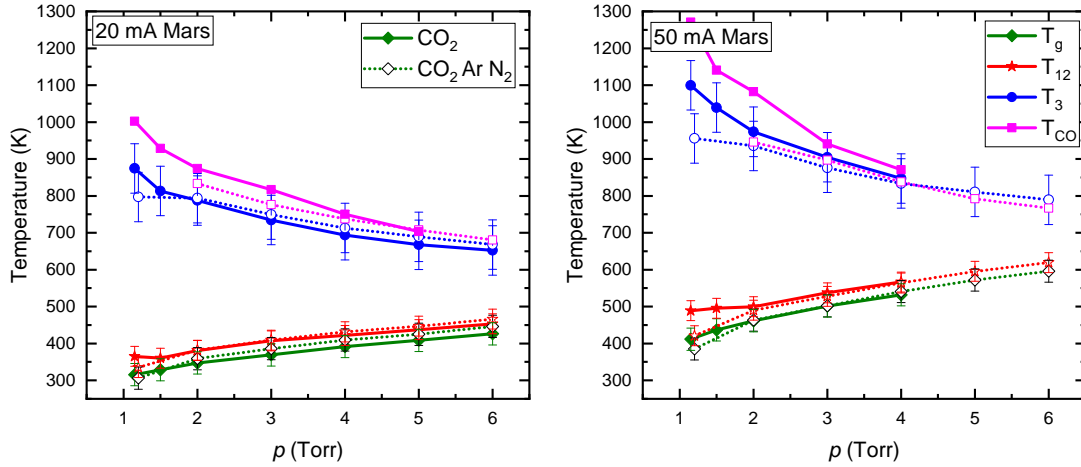 20 mA Mars
CO₂
CO₂ Ar N₂
Temperature (K)
1300
1200
1100
1000
900
800
700
600
500
400
300
1 2 3 4 5 6
p (Torr)
50 mA Mars
T_g
T₁₂
T₃
T_CO
Temperature (K)
1300
1200
1100
1000
900
800
700
600
500
400
300
1 2 3 4 5 6
p (Torr)